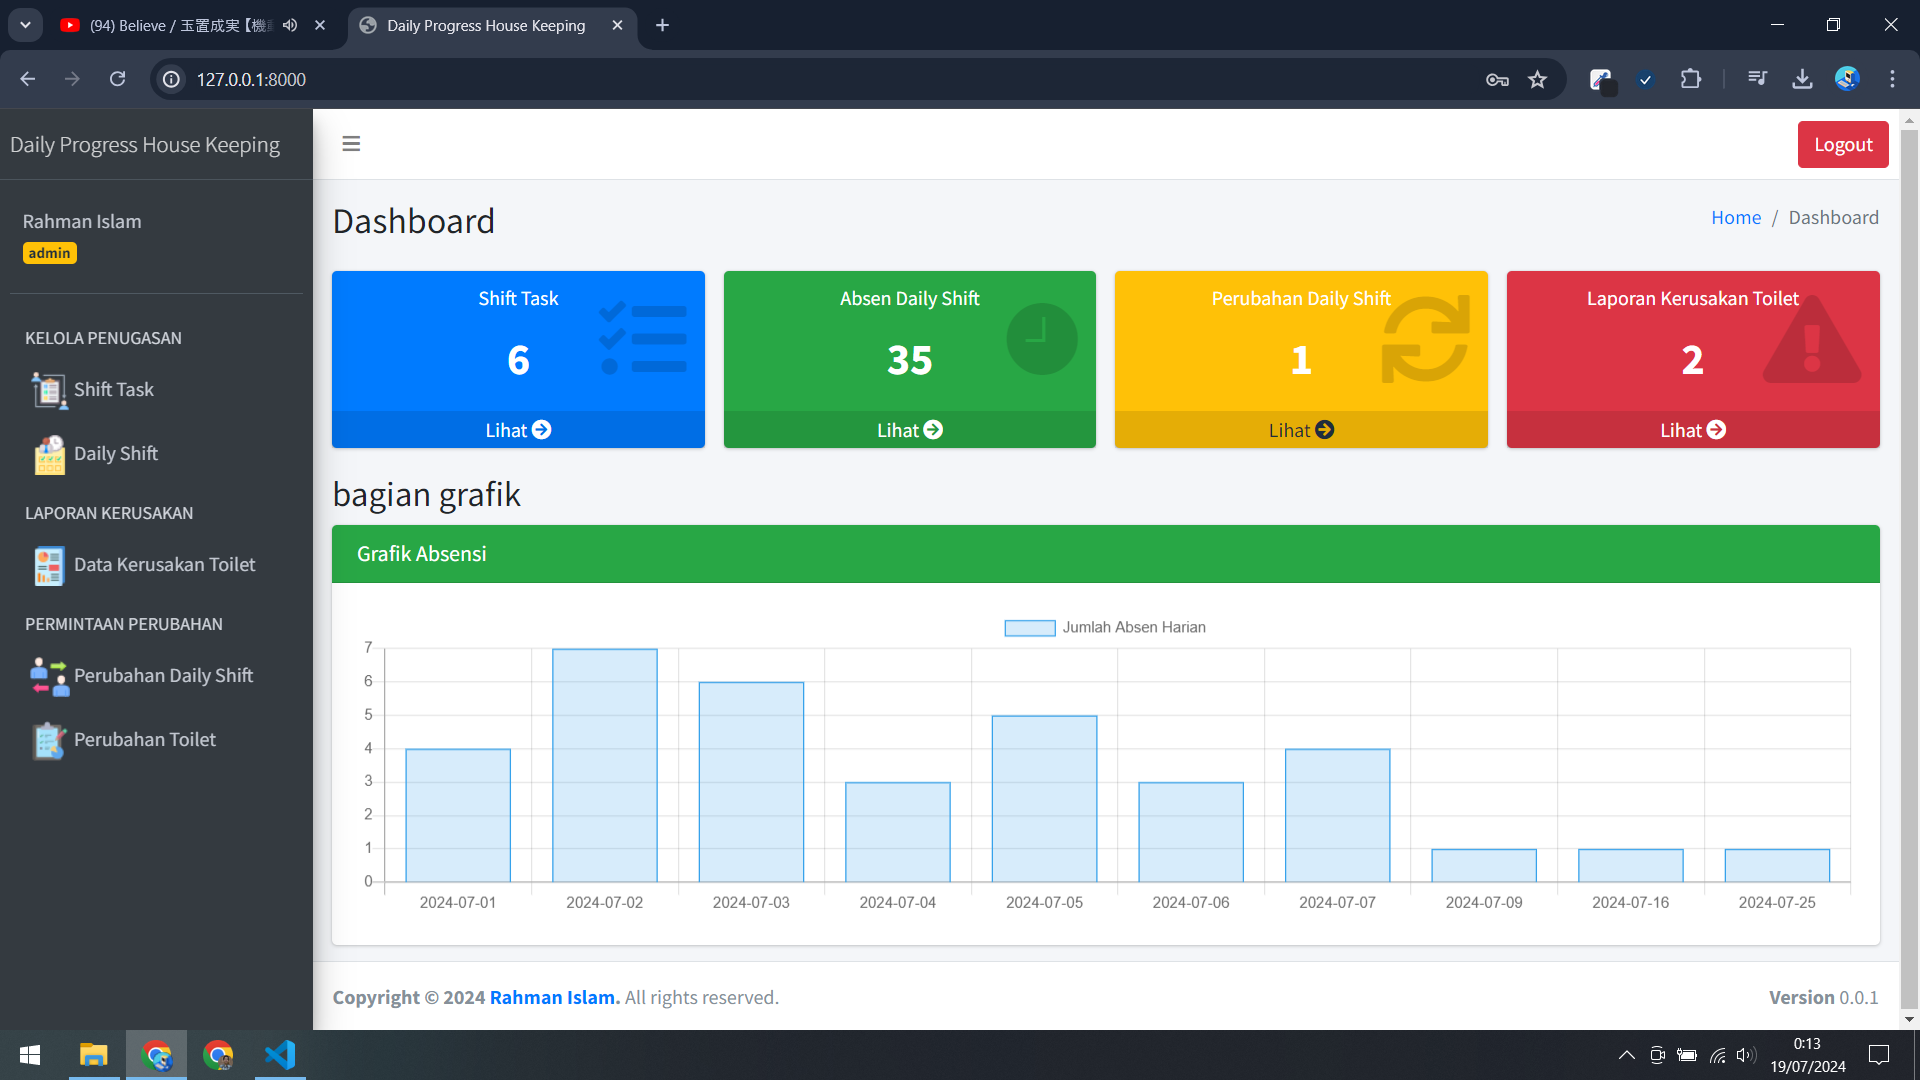 (94) Believe / 玉置成実【機
Daily Progress House Keeping
127.0.0.1:8000
Daily Progress House Keeping
Logout
Rahman Islam
admin
Dashboard
Home / Dashboard
KELOLA PENUGASAN
Shift Task
Daily Shift
LAPORAN KERUSAKAN
Data Kerusakan Toilet
PERMINTAAN PERUBAHAN
Perubahan Daily Shift
Perubahan Toilet
Shift Task
6
Lihat
Absen Daily Shift
35
Lihat
Perubahan Daily Shift
1
Lihat
Laporan Kerusakan Toilet
2
Lihat
bagian grafik
Grafik Absensi
Jumlah Absen Harian
7
6
5
4
3
2
1
0
2024-07-01 2024-07-02 2024-07-03 2024-07-04 2024-07-05 2024-07-06 2024-07-07 2024-07-09 2024-07-16 2024-07-25
Copyright © 2024 Rahman Islam. All rights reserved.
Version 0.0.1
0:13
19/07/2024